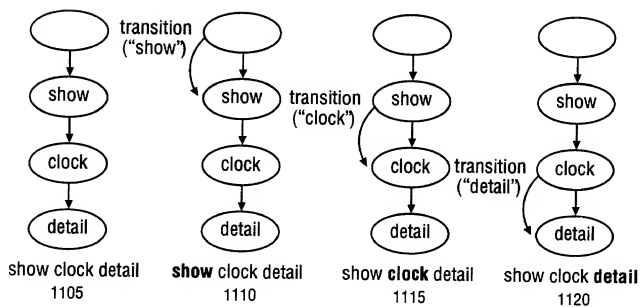 transition
("show")
show
clock
detail
show clock detail
1105
show
clock
detail
show clock detail
1110
transition
("clock")
show
clock
detail
show clock detail
1115
transition
("detail")
show
clock
detail
show clock detail
1120